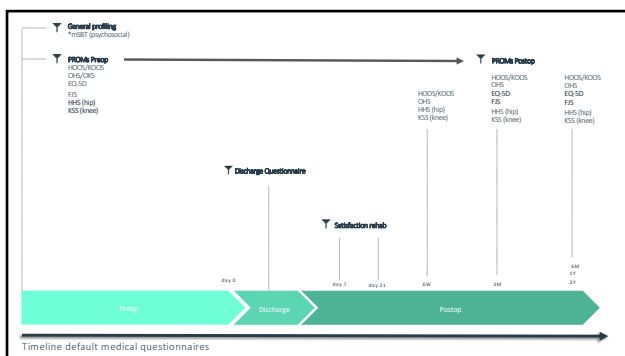 General profiling
*mSBT (psychosocial)
PROMs Preop
HOOS/KOOS
OHS/OKS
EQ-5D
FJS
HHS (hip)
KSS (knee)
PROMs Postop
HOOS/KOOS
OHS
HHS (hip)
KSS (knee)
HOOS/KOOS
OHS
EQ-5D
FJS
HHS (hip)
KSS (knee)
HOOS/KOOS
OHS
EQ-5D
FJS
HHS (hip)
KSS (knee)
Discharge Questionnaire
Satisfaction rehab
day 0
day 7
day 21
6W
3M
6M
1Y
2Y
Preop
Discharge
Postop
Timeline default medical questionnaires